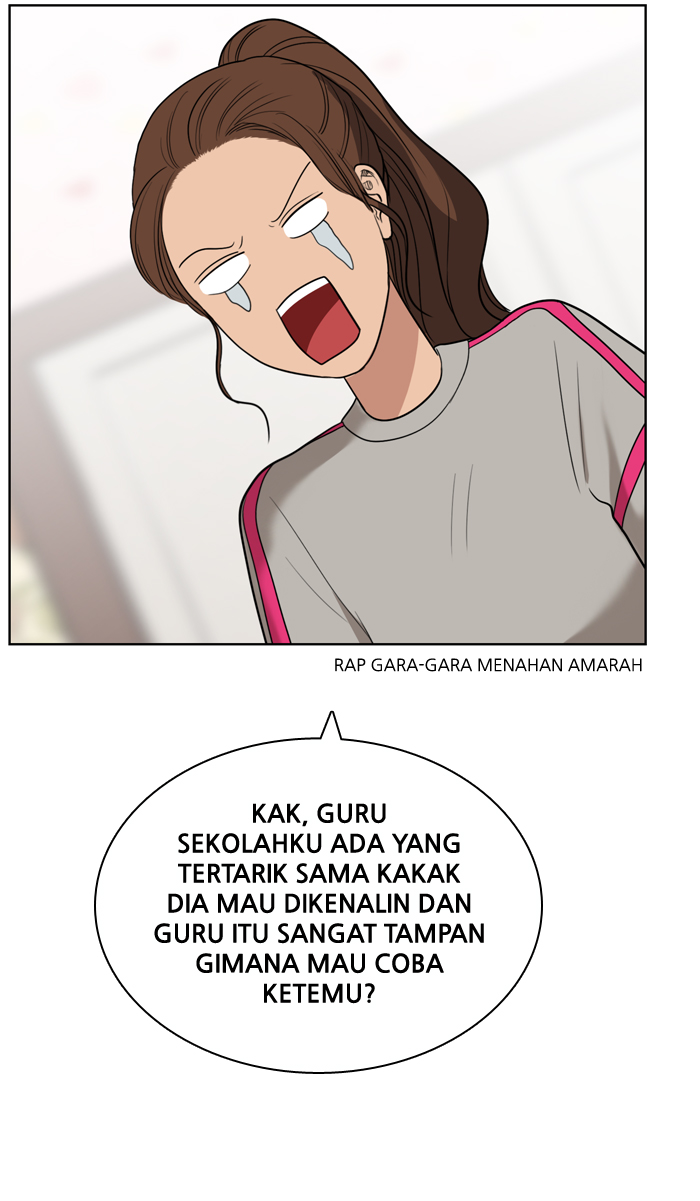 RAP GARA-GARA MENAHAN AMARAH
KAK, GURU
SEKOLAHKU ADA YANG
TERTARIK SAMA KAKAK
DIA MAU DIKENALIN DAN
GURU ITU SANGAT TAMPAN
GIMANA MAU COBA
KETEMU?